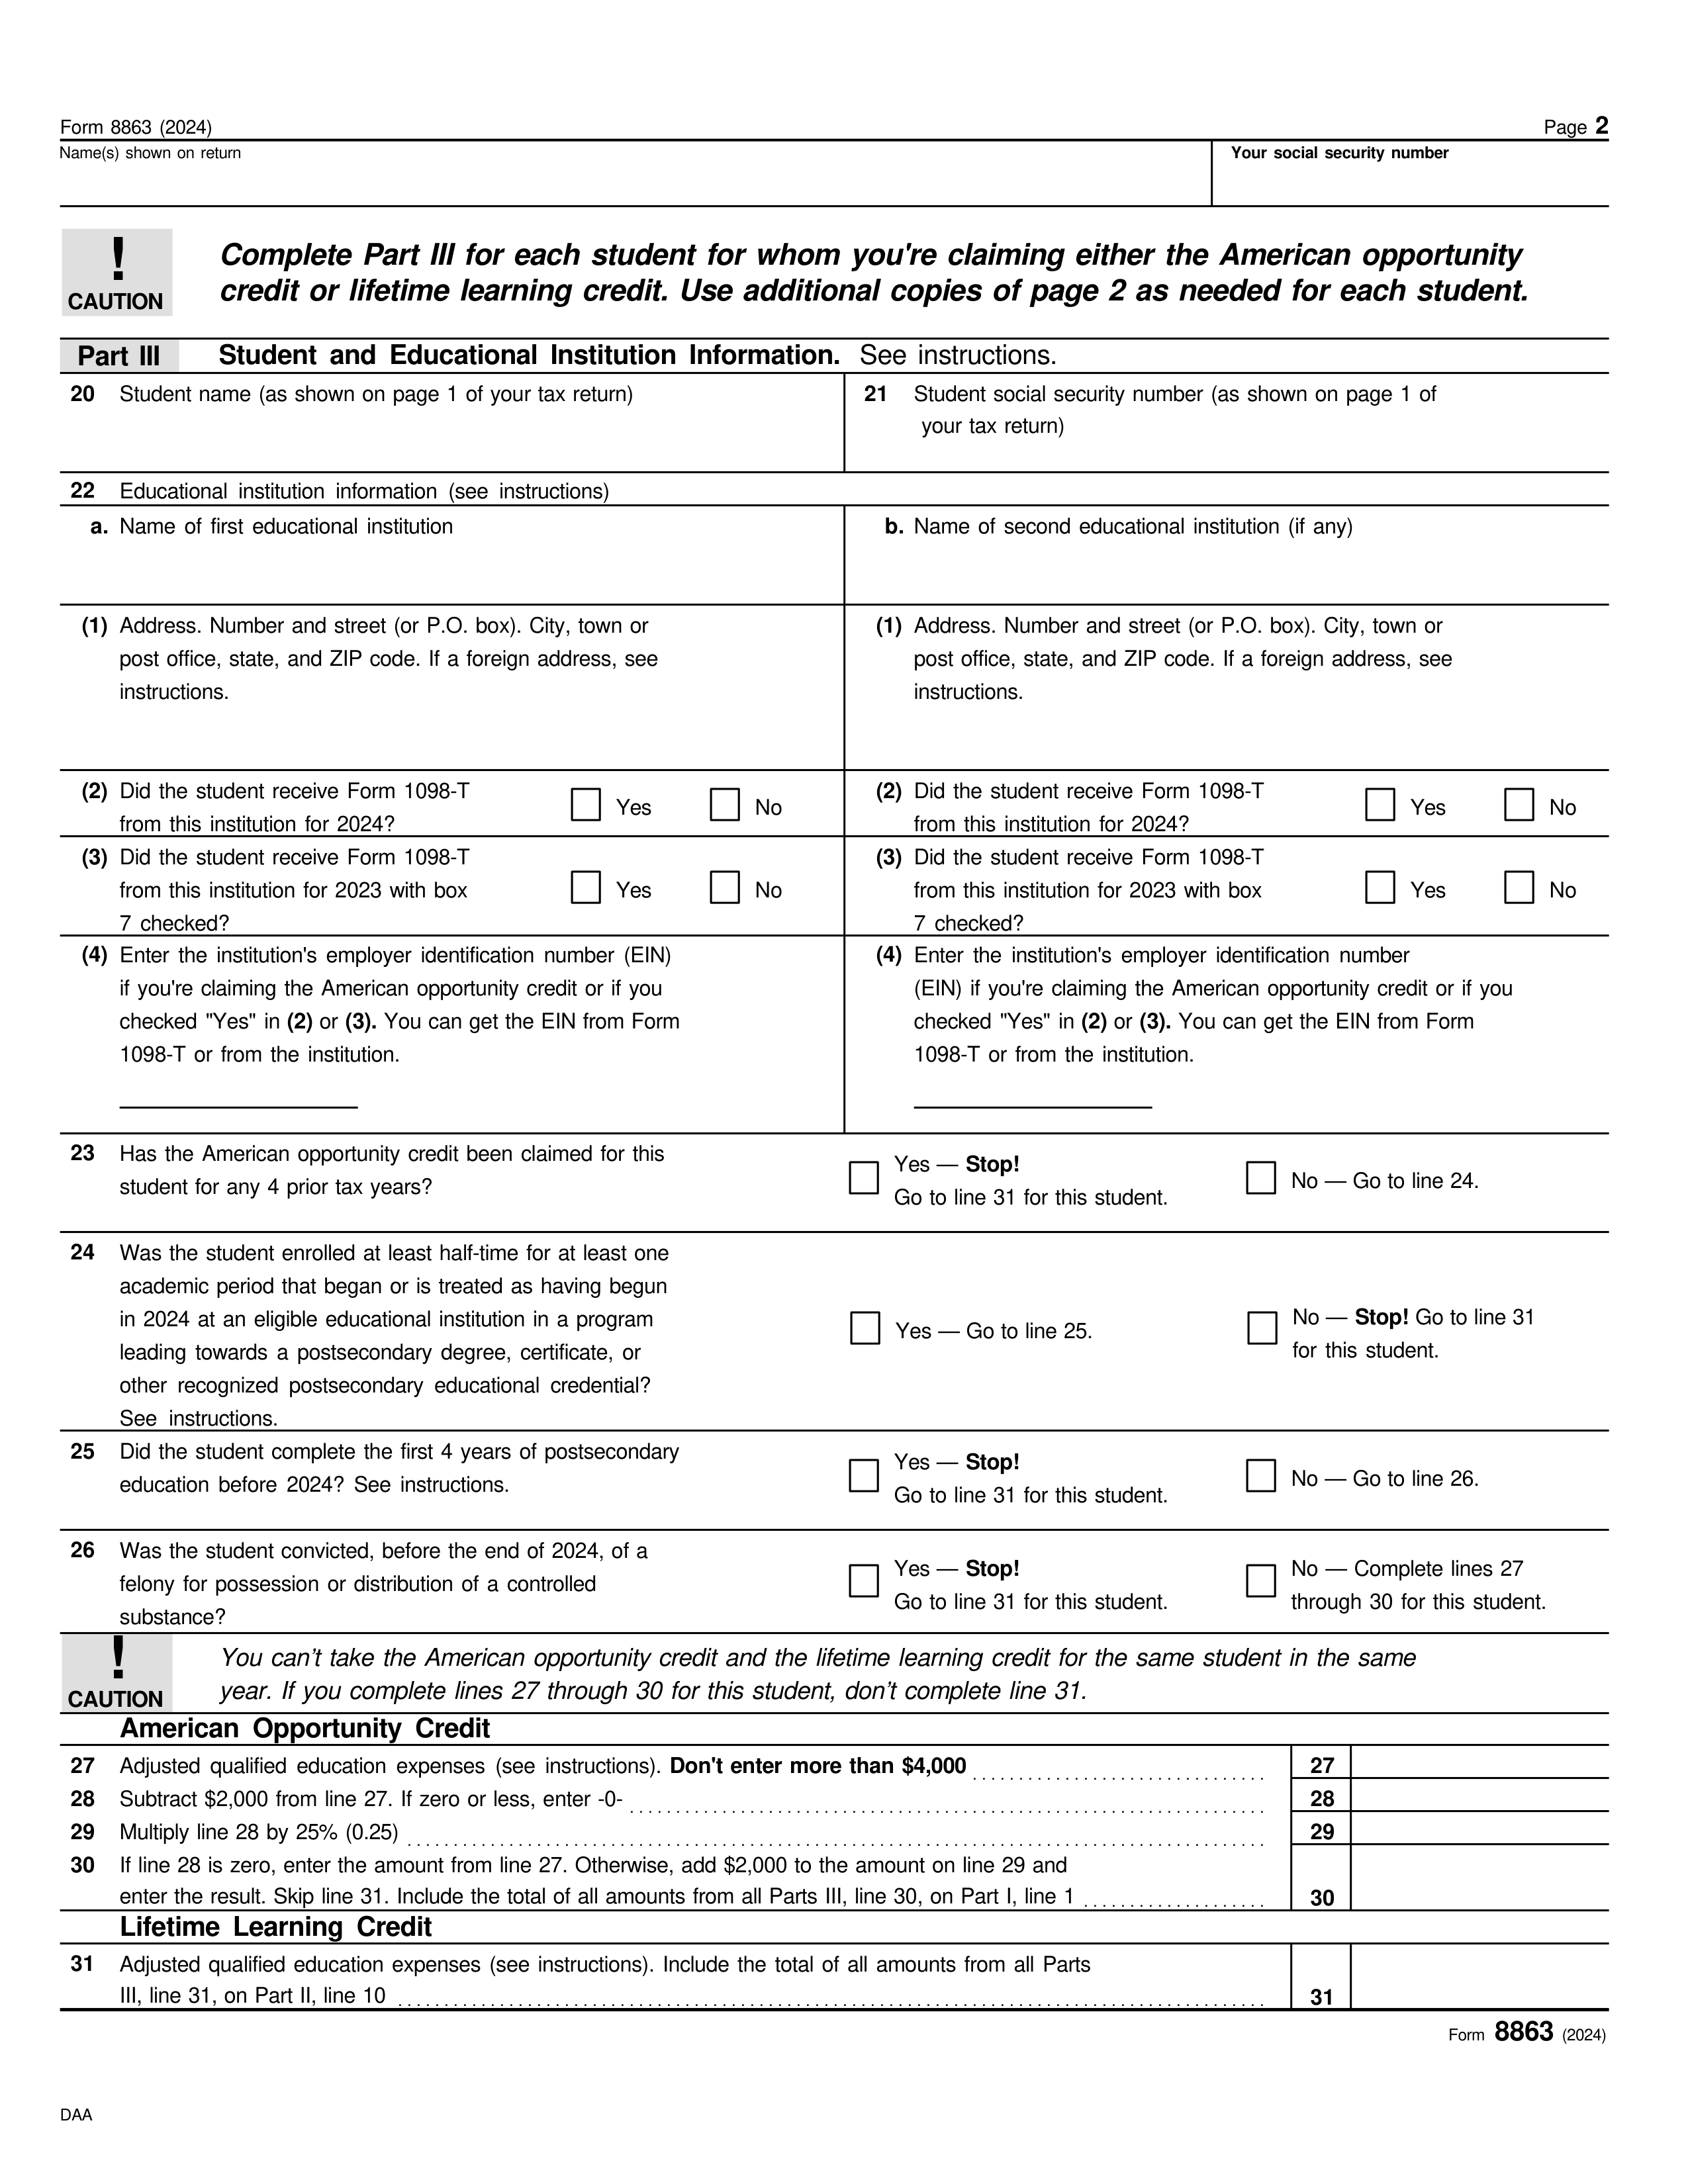 Form 8863 (2024)
Page 2
Name(s) shown on return
Your social security number
!
CAUTION
Complete Part III for each student for whom you're claiming either the American opportunity
credit or lifetime learning credit. Use additional copies of page 2 as needed for each student.
Part III Student and Educational Institution Information. See instructions.
20 Student name (as shown on page 1 of your tax return)
21 Student social security number (as shown on page 1 of
your tax return)
22 Educational institution information (see instructions)
a. Name of first educational institution
b. Name of second educational institution (if any)
(1) Address. Number and street (or P.O. box). City, town or
post office, state, and ZIP code. If a foreign address, see
instructions.
(1) Address. Number and street (or P.O. box). City, town or
post office, state, and ZIP code. If a foreign address, see
instructions.
(2) Did the student receive Form 1098-T
from this institution for 2024?
Yes No
(2) Did the student receive Form 1098-T
from this institution for 2024?
Yes No
(3) Did the student receive Form 1098-T
from this institution for 2023 with box
7 checked?
Yes No
(3) Did the student receive Form 1098-T
from this institution for 2023 with box
7 checked?
Yes No
(4) Enter the institution's employer identification number (EIN)
if you're claiming the American opportunity credit or if you
checked "Yes" in (2) or (3). You can get the EIN from Form
1098-T or from the institution.
(4) Enter the institution's employer identification number
(EIN) if you're claiming the American opportunity credit or if you
checked "Yes" in (2) or (3). You can get the EIN from Form
1098-T or from the institution.
23 Has the American opportunity credit been claimed for this
student for any 4 prior tax years?
Yes — Stop!
Go to line 31 for this student.
No — Go to line 24.
24 Was the student enrolled at least half-time for at least one
academic period that began or is treated as having begun
in 2024 at an eligible educational institution in a program
leading towards a postsecondary degree, certificate, or
other recognized postsecondary educational credential?
See instructions.
Yes — Go to line 25.
No — Stop! Go to line 31
for this student.
25 Did the student complete the first 4 years of postsecondary
education before 2024? See instructions.
Yes — Stop!
Go to line 31 for this student.
No — Go to line 26.
26 Was the student convicted, before the end of 2024, of a
felony for possession or distribution of a controlled
substance?
Yes — Stop!
Go to line 31 for this student.
No — Complete lines 27
through 30 for this student.
!
CAUTION
You can’t take the American opportunity credit and the lifetime learning credit for the same student in the same
year. If you complete lines 27 through 30 for this student, don’t complete line 31.
American Opportunity Credit
27 Adjusted qualified education expenses (see instructions). Don't enter more than $4,000 27
28 Subtract $2,000 from line 27. If zero or less, enter -0- 28
29 Multiply line 28 by 25% (0.25) 29
30 If line 28 is zero, enter the amount from line 27. Otherwise, add $2,000 to the amount on line 29 and
enter the result. Skip line 31. Include the total of all amounts from all Parts III, line 30, on Part I, line 1 30
Lifetime Learning Credit
31 Adjusted qualified education expenses (see instructions). Include the total of all amounts from all Parts
III, line 31, on Part II, line 10 31
Form 8863 (2024)
DAA